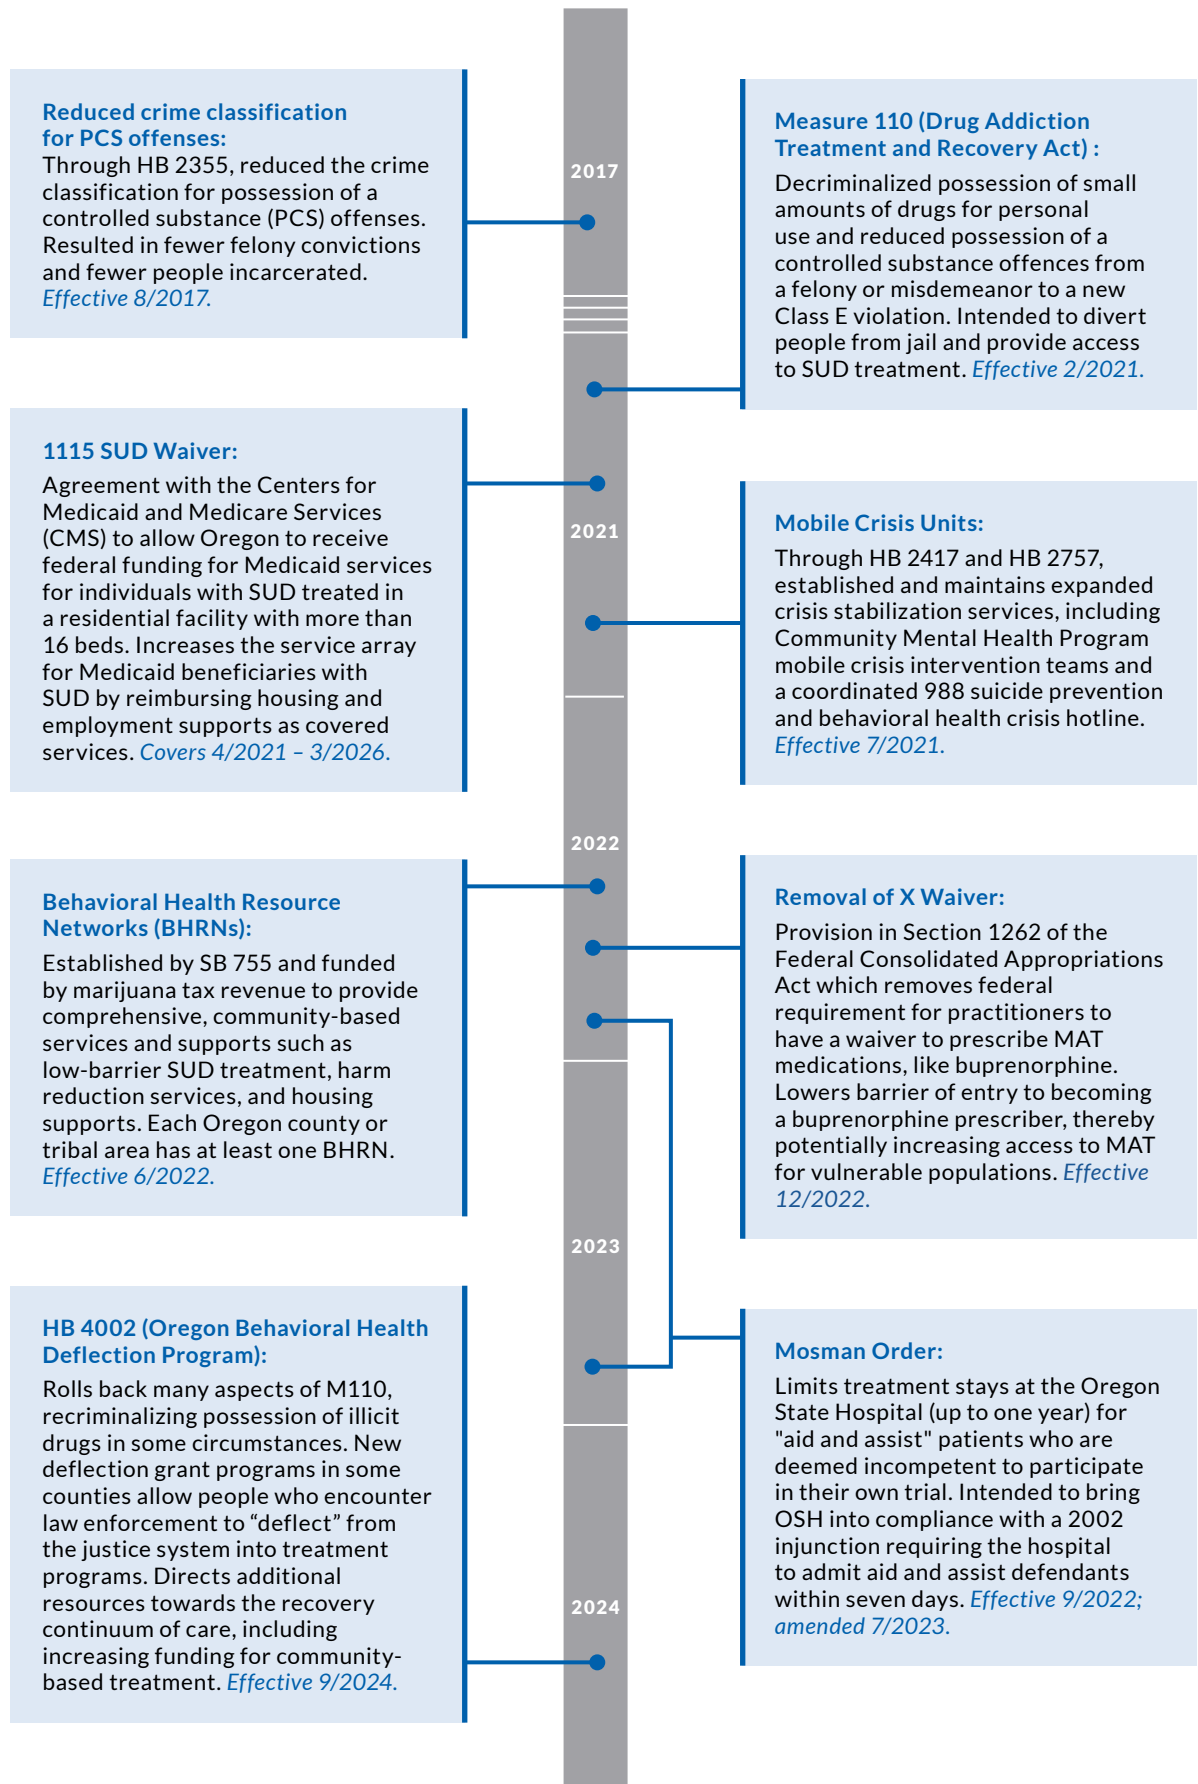 Reduced crime classification
for PCS offenses:
Through HB 2355, reduced the crime
classification for possession of a
controlled substance (PCS) offenses.
Resulted in fewer felony convictions
and fewer people incarcerated.
Effective 8/2017.
2017
Measure 110 (Drug Addiction
Treatment and Recovery Act) :
Decriminalized possession of small
amounts of drugs for personal
use and reduced possession of a
controlled substance offences from
a felony or misdemeanor to a new
Class E violation. Intended to divert
people from jail and provide access
to SUD treatment. Effective 2/2021.
1115 SUD Waiver:
Agreement with the Centers for
Medicaid and Medicare Services
(CMS) to allow Oregon to receive
federal funding for Medicaid services
for individuals with SUD treated in
a residential facility with more than
16 beds. Increases the service array
for Medicaid beneficiaries with
SUD by reimbursing housing and
employment supports as covered
services. Covers 4/2021 – 3/2026.
2021
Mobile Crisis Units:
Through HB 2417 and HB 2757,
established and maintains expanded
crisis stabilization services, including
Community Mental Health Program
mobile crisis intervention teams and
a coordinated 988 suicide prevention
and behavioral health crisis hotline.
Effective 7/2021.
2022
Behavioral Health Resource
Networks (BHRNs):
Established by SB 755 and funded
by marijuana tax revenue to provide
comprehensive, community-based
services and supports such as
low-barrier SUD treatment, harm
reduction services, and housing
supports. Each Oregon county or
tribal area has at least one BHRN.
Effective 6/2022.
Removal of X Waiver:
Provision in Section 1262 of the
Federal Consolidated Appropriations
Act which removes federal
requirement for practitioners to
have a waiver to prescribe MAT
medications, like buprenorphine.
Lowers barrier of entry to becoming
a buprenorphine prescriber, thereby
potentially increasing access to MAT
for vulnerable populations. Effective
12/2022.
2023
HB 4002 (Oregon Behavioral Health
Deflection Program):
Rolls back many aspects of M110,
recriminalizing possession of illicit
drugs in some circumstances. New
deflection grant programs in some
counties allow people who encounter
law enforcement to “deflect” from
the justice system into treatment
programs. Directs additional
resources towards the recovery
continuum of care, including
increasing funding for community-
based treatment. Effective 9/2024.
Mosman Order:
Limits treatment stays at the Oregon
State Hospital (up to one year) for
"aid and assist" patients who are
deemed incompetent to participate
in their own trial. Intended to bring
OSH into compliance with a 2002
injunction requiring the hospital
to admit aid and assist defendants
within seven days. Effective 9/2022;
amended 7/2023.
2024